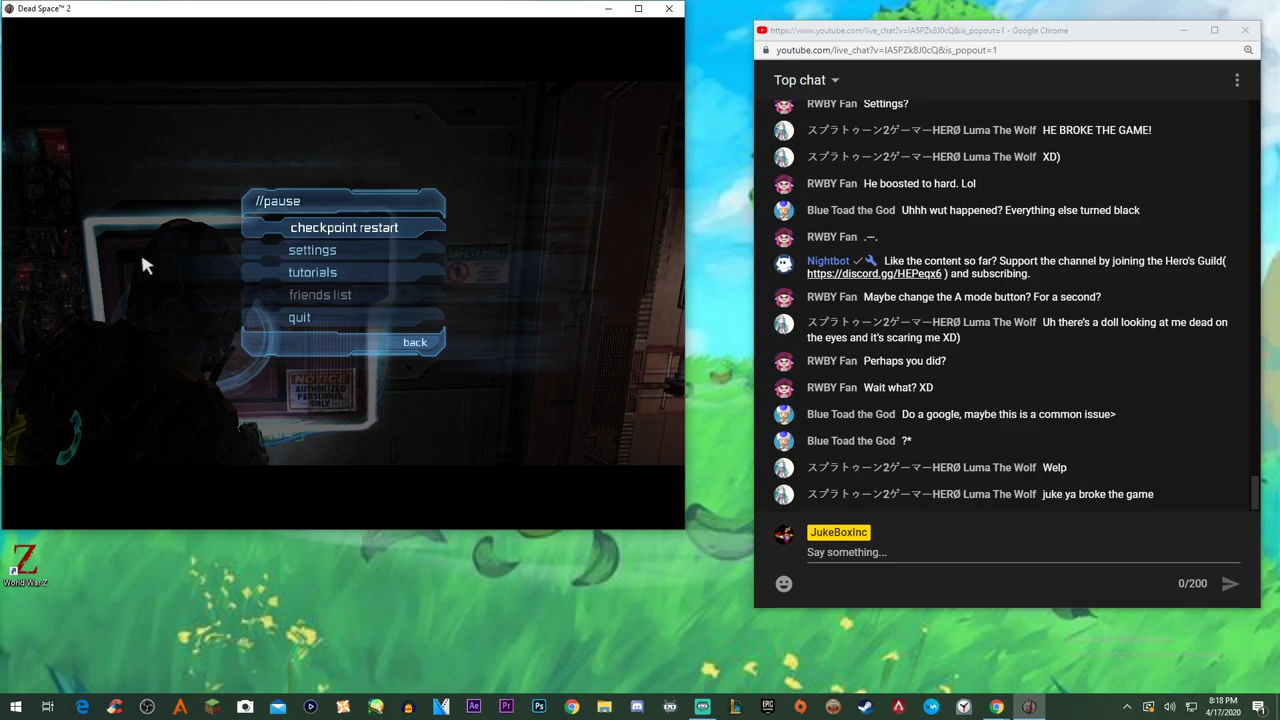 Dead Space™ 2
//pause
checkpoint restart
settings
tutorials
friends list
quit
back
SAFETY FIRST
NOTICE
AUTHORIZED
PERSONNEL
ONLY
World War Z
https://www.youtube.com/live_chat?v=IA5PZk8J0cQ&is_popout=1 - Google Chrome
youtube.com/live_chat?v=IA5PZk8J0cQ&is_popout=1
Top chat
RWBY Fan Settings?
スプラトゥーン2ゲーマーHERØ Luma The Wolf HE BROKE THE GAME!
スプラトゥーン2ゲーマーHERØ Luma The Wolf XD)
RWBY Fan He boosted to hard. Lol
Blue Toad the God Uhhh wut happened? Everything else turned black
RWBY Fan .—.
Nightbot Like the content so far? Support the channel by joining the Hero's Guild(
https://discord.gg/HEPeqx6 ) and subscribing.
RWBY Fan Maybe change the A mode button? For a second?
スプラトゥーン2ゲーマーHERØ Luma The Wolf Uh there's a doll looking at me dead on
the eyes and it's scaring me XD)
RWBY Fan Perhaps you did?
RWBY Fan Wait what? XD
Blue Toad the God Do a google, maybe this is a common issue>
Blue Toad the God ?*
スプラトゥーン2ゲーマーHERØ Luma The Wolf Welp
スプラトゥーン2ゲーマーHERØ Luma The Wolf juke ya broke the game
JukeBoxInc
Say something...
0/200
Ae
Pr
Ps
EPIC
8:18 PM
4/17/2020